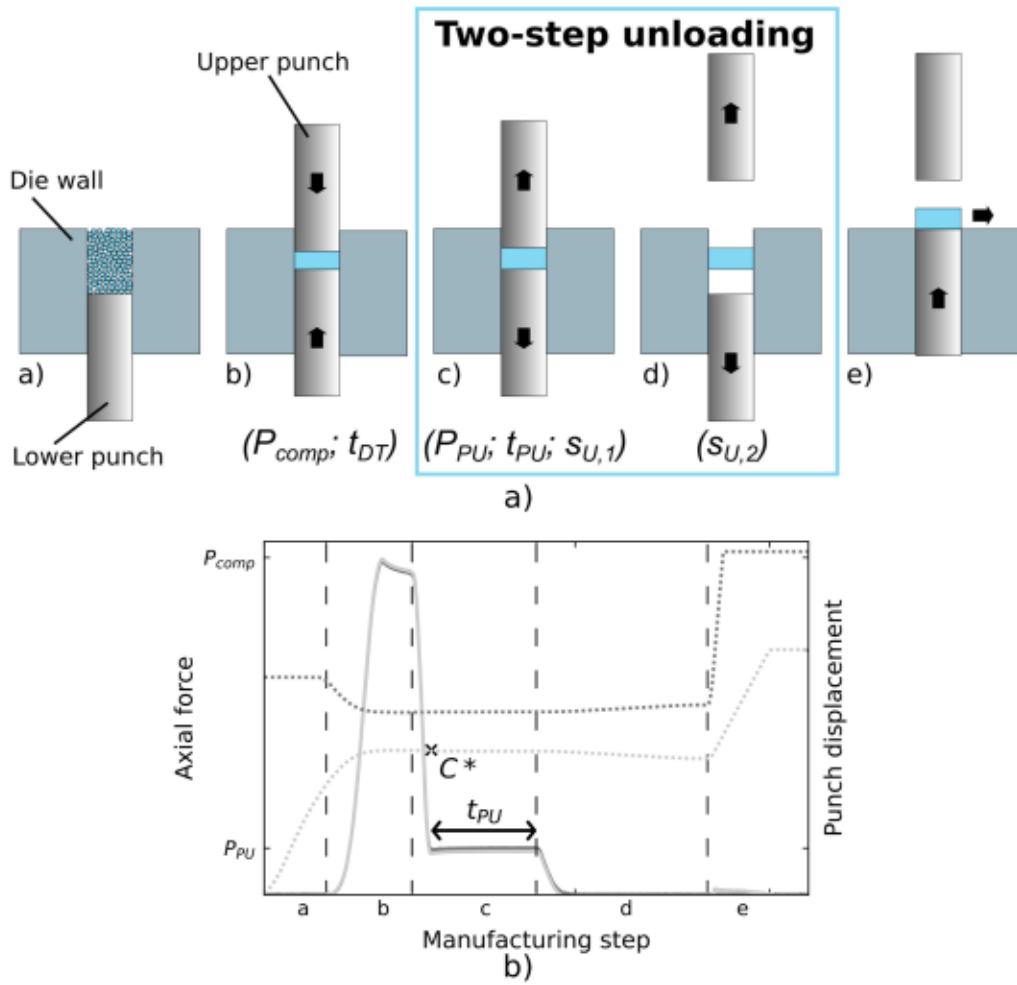 Two-step unloading
Upper punch
Die wall
a)
b)
c)
d)
e)
Lower punch
(P_comp; t_DT)
(P_PU; t_PU; s_U,1)
(s_U,2)
a)
P_comp
Axial force
Punch displacement
C*
t_PU
P_PU
a b c d e
Manufacturing step
b)